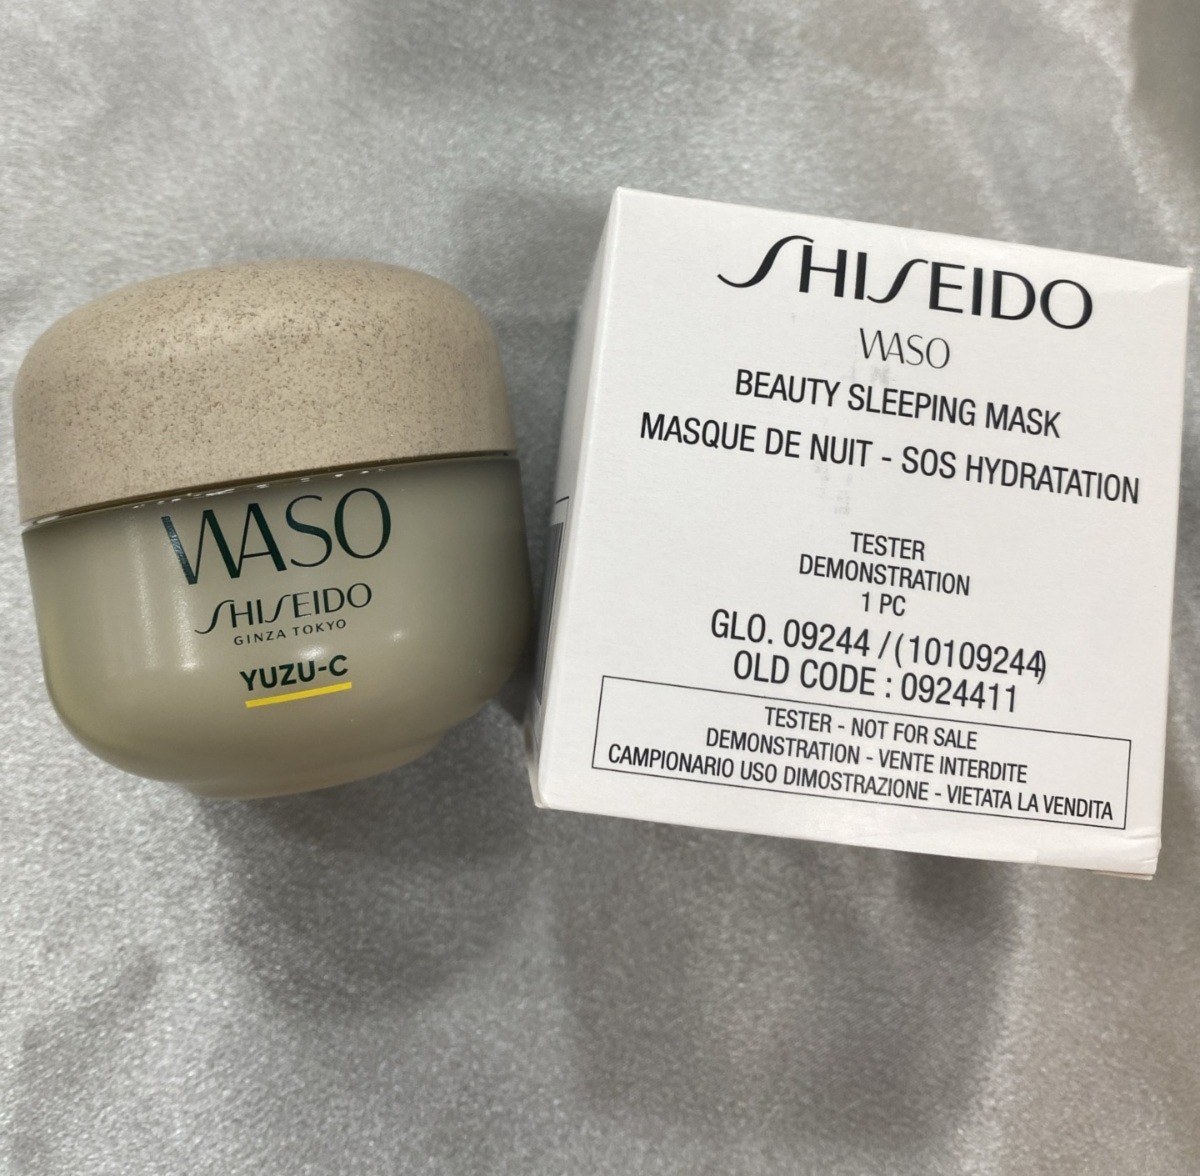 WASO
SHISEIDO
GINZA TOKYO
YUZU-C
SHISEIDO
WASO
BEAUTY SLEEPING MASK
MASQUE DE NUIT - SOS HYDRATATION
TESTER
DEMONSTRATION
1 PC
GLO. 09244 / (10109244)
OLD CODE : 0924411
TESTER - NOT FOR SALE
DEMONSTRATION - VENTE INTERDITE
CAMPIONARIO USO DIMOSTRAZIONE - VIETATA LA VENDITA